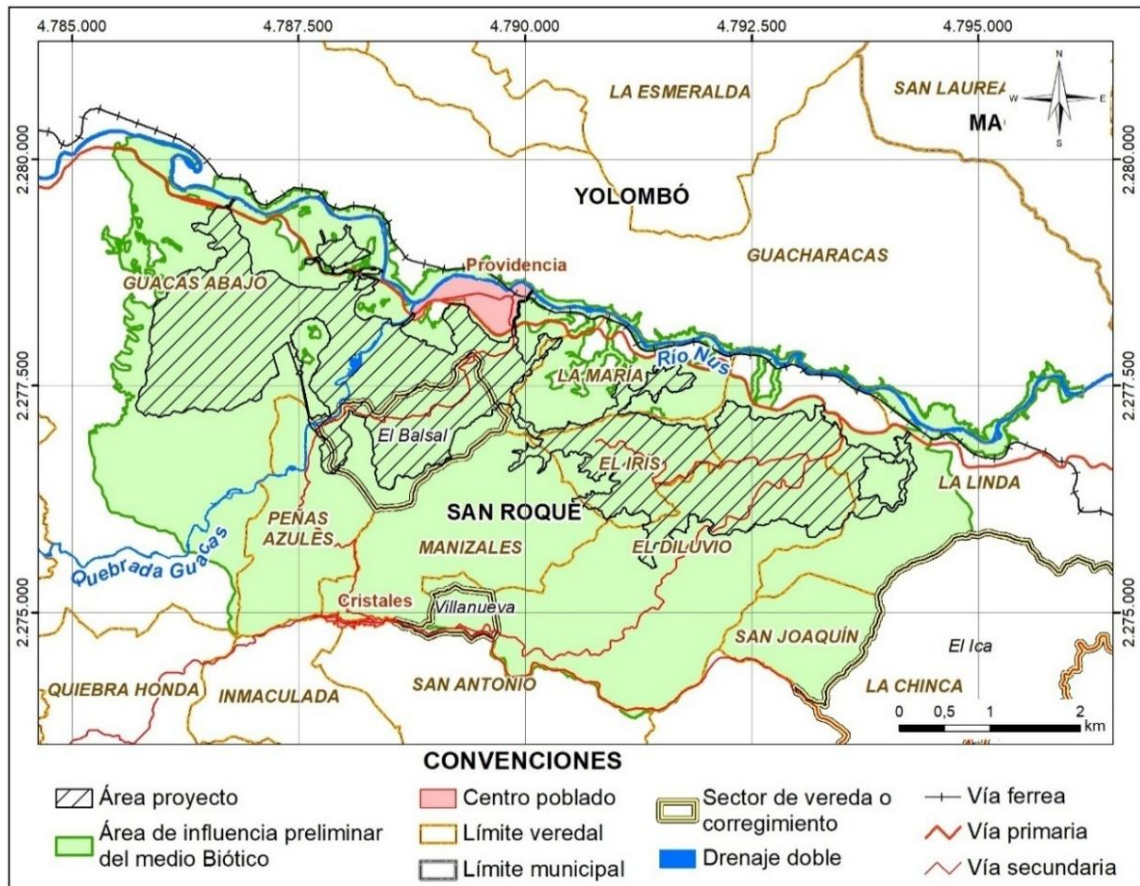 4.785.000
4.787.500
4.790.000
4.792.500
4.795.000
LA ESMERALDA
SAN LAUREA
MA
N
W
E
S
2.280.000
2.280.000
YOLOMBÓ
GUACHARACAS
Providencia
GUACAS ABAJO
Río Nus
LA MARÍA
2.277.500
2.277.500
El Balsal
EL IRIS
LA LINDA
SAN ROQUE
PEÑAS
AZULES
MANIZALES
EL DILUVIO
Quebrada Guacas
Cristales
Villanueva
2.275.000
2.275.000
SAN JOAQUÍN
El Ica
QUIEBRA HONDA
INMACULADA
SAN ANTONIO
LA CHINCA
0 0,5 1 2
km
CONVENCIONES
Área proyecto
Área de influencia preliminar
del medio Biótico
Centro poblado
Límite veredal
Límite municipal
Sector de vereda o
corregimiento
Drenaje doble
Vía ferrea
Vía primaria
Vía secundaria